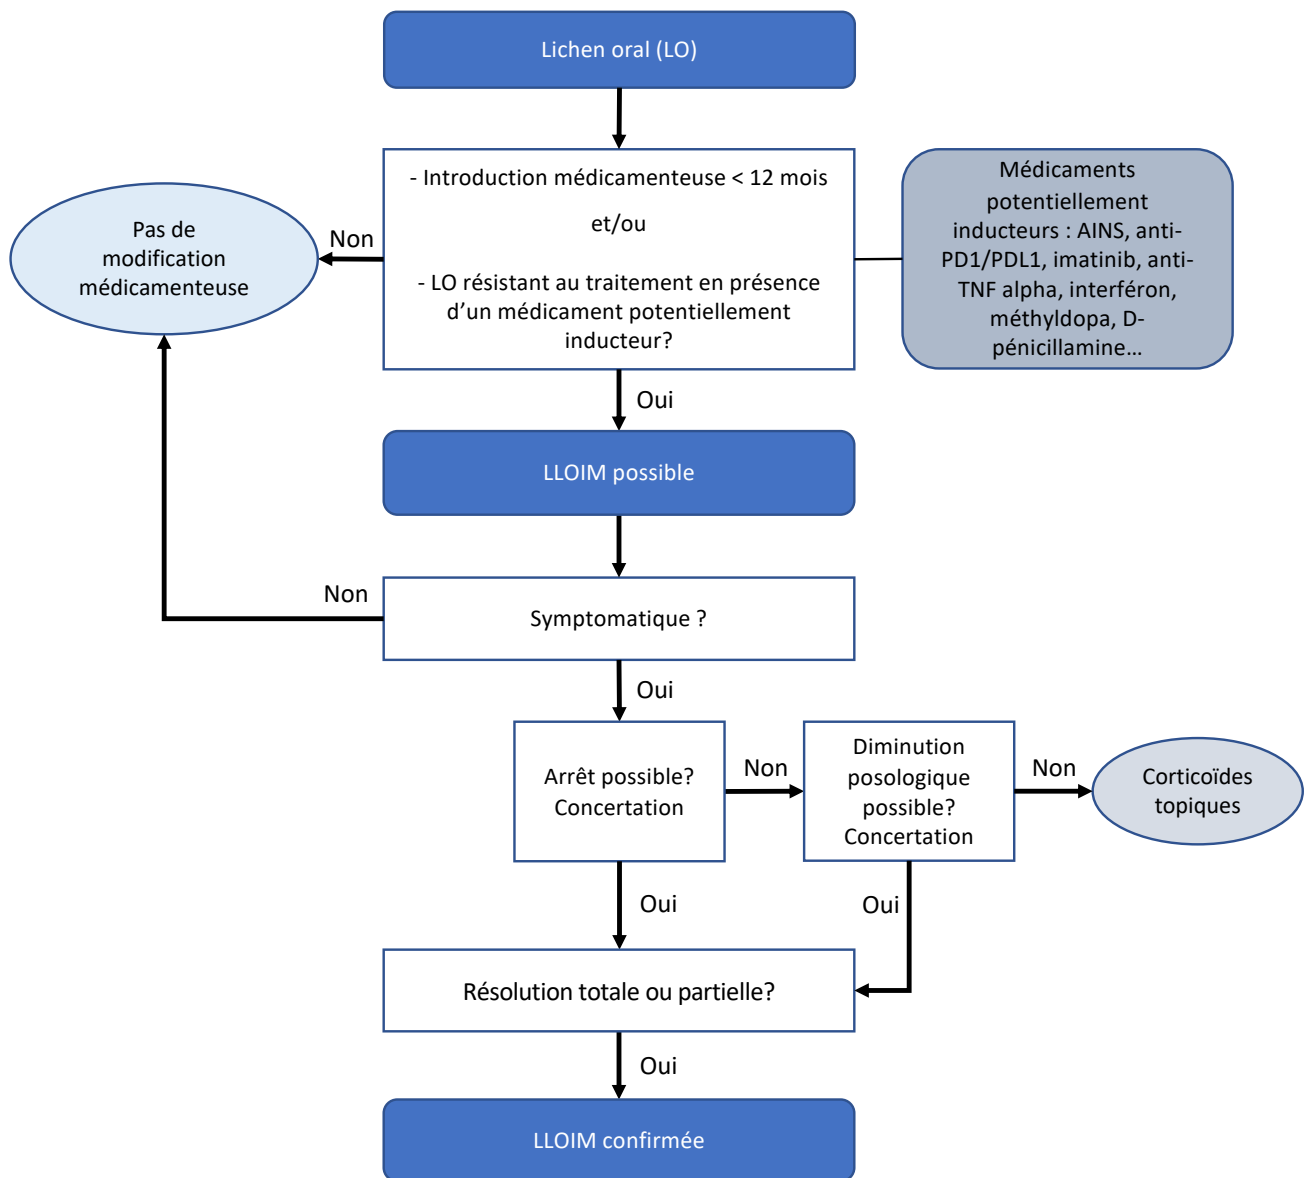 Lichen oral (LO)
- Introduction médicamenteuse < 12 mois
et/ou
- LO résistant au traitement en présence
d’un médicament potentiellement
inducteur?
Médicaments
potentiellement
inducteurs : AINS, anti-
PD1/PDL1, imatinib, anti-
TNF alpha, interféron,
méthyldopa, D-
pénicillamine…
Non
Pas de
modification
médicamenteuse
Oui
LLOIM possible
Non
Symptomatique ?
Oui
Arrêt possible?
Concertation
Non
Diminution
posologique
possible?
Concertation
Non
Corticoïdes
topiques
Oui
Oui
Résolution totale ou partielle?
Oui
LLOIM confirmée